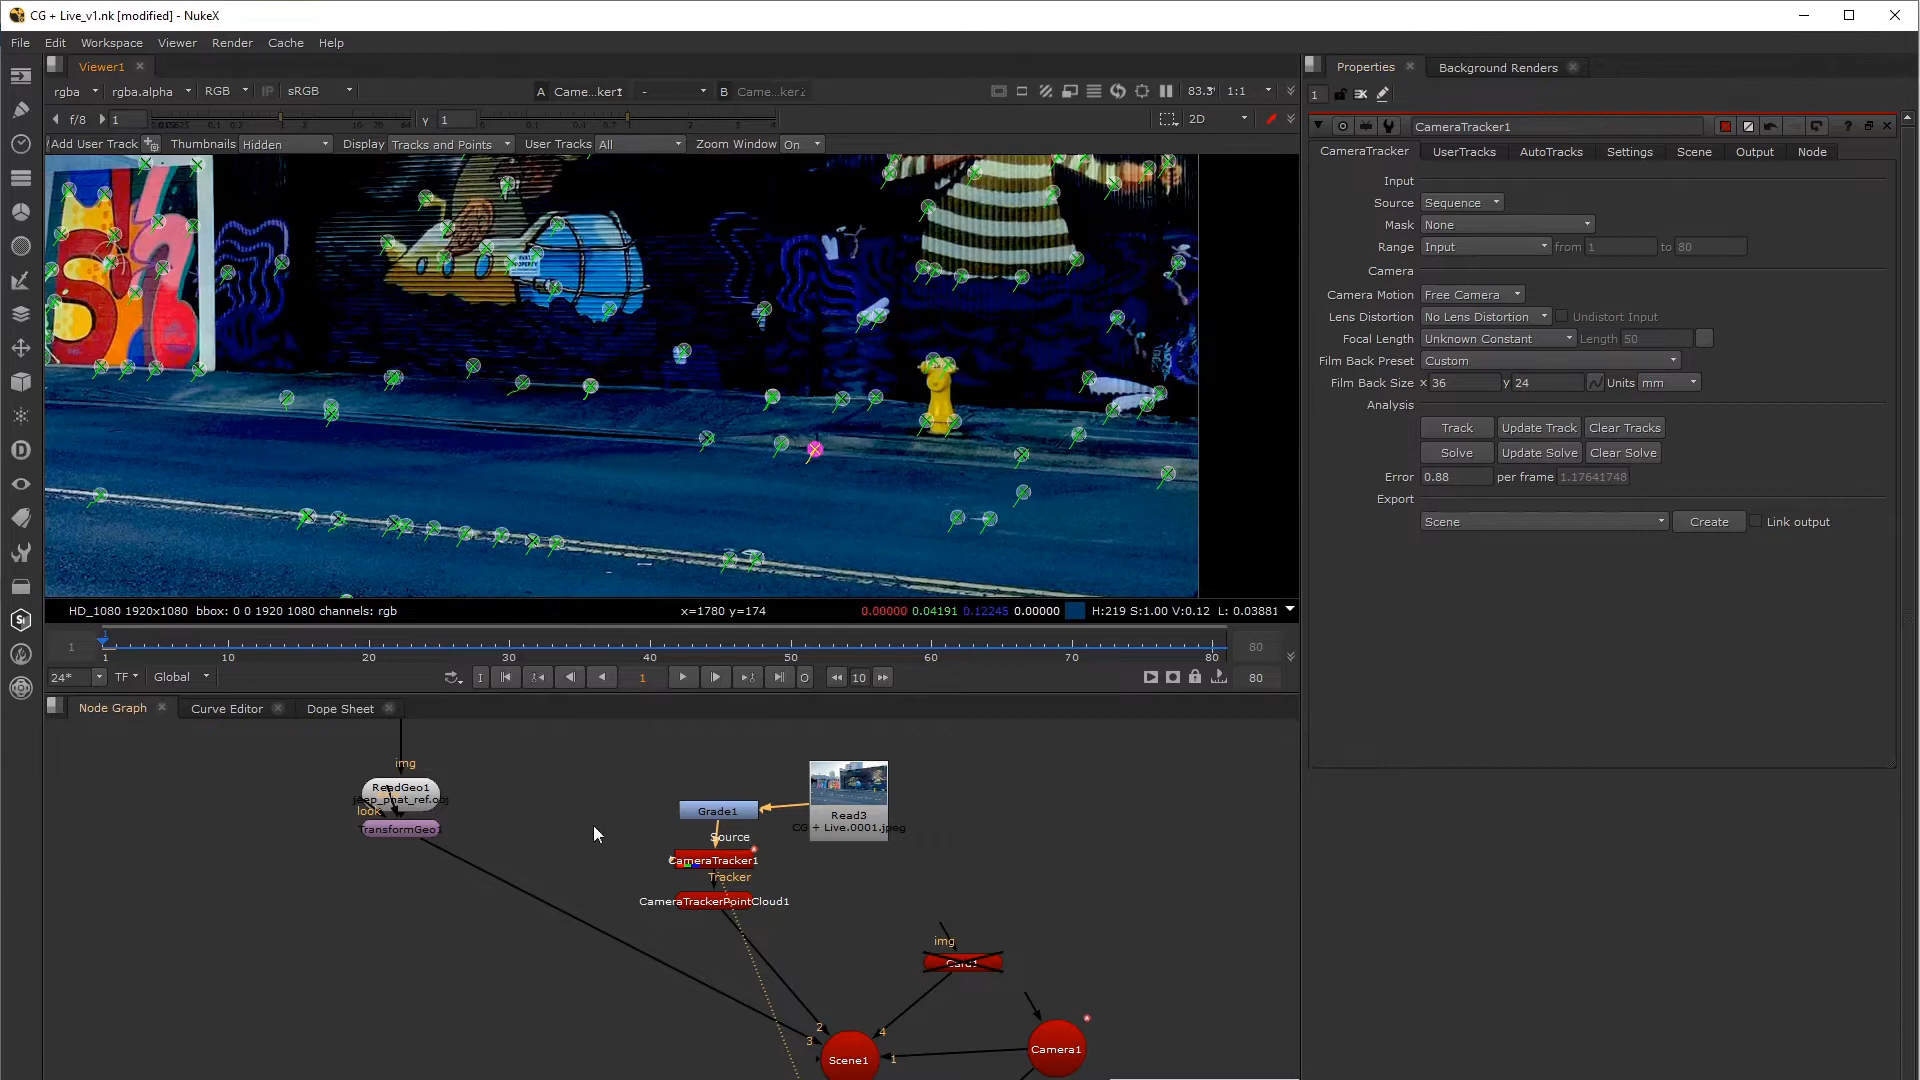 CG + Live_v1.nk [modified] - NukeX
File Edit Workspace Viewer Render Cache Help
Viewer1
Properties Background Renders
rgba rgba.alpha RGB IP sRGB A Came...ker1 - B Came...ker2 83.3 1:1
1
f/8 1 y 1 2D
CameraTracker1
Add User Track Thumbnails Hidden Display Tracks and Points User Tracks All Zoom Window On
CameraTracker UserTracks AutoTracks Settings Scene Output Node
Input
Source Sequence
Mask None
Range Input from 1 to 80
Camera
Camera Motion Free Camera
Lens Distortion No Lens Distortion Undistort Input
Focal Length Unknown Constant Length 50
Film Back Preset Custom
Film Back Size x 36 y 24 Units mm
Analysis
Track Update Track Clear Tracks
Solve Update Solve Clear Solve
Error 0.88 per frame 1.17641748
Export
Scene Create Link output
HD_1080 1920x1080 bbox: 0 0 1920 1080 channels: rgb x=1780 y=174 0.00000 0.04191 0.12245 0.00000 H:219 S:1.00 V:0.12 L: 0.03881
1
1 80
1 10 20 30 40 50 60 70 80
24* TF Global I 1 O 10 80
Node Graph Curve Editor Dope Sheet
img
ReadGeo1
jeep_phat_ref.obj
look
TransformGeo1
Grade1
Read3
CG + Live.0001.jpeg
Source
CameraTracker1
Tracker
CameraTrackerPointCloud1
img
Card1
2
3
4
1
Scene1
Camera1